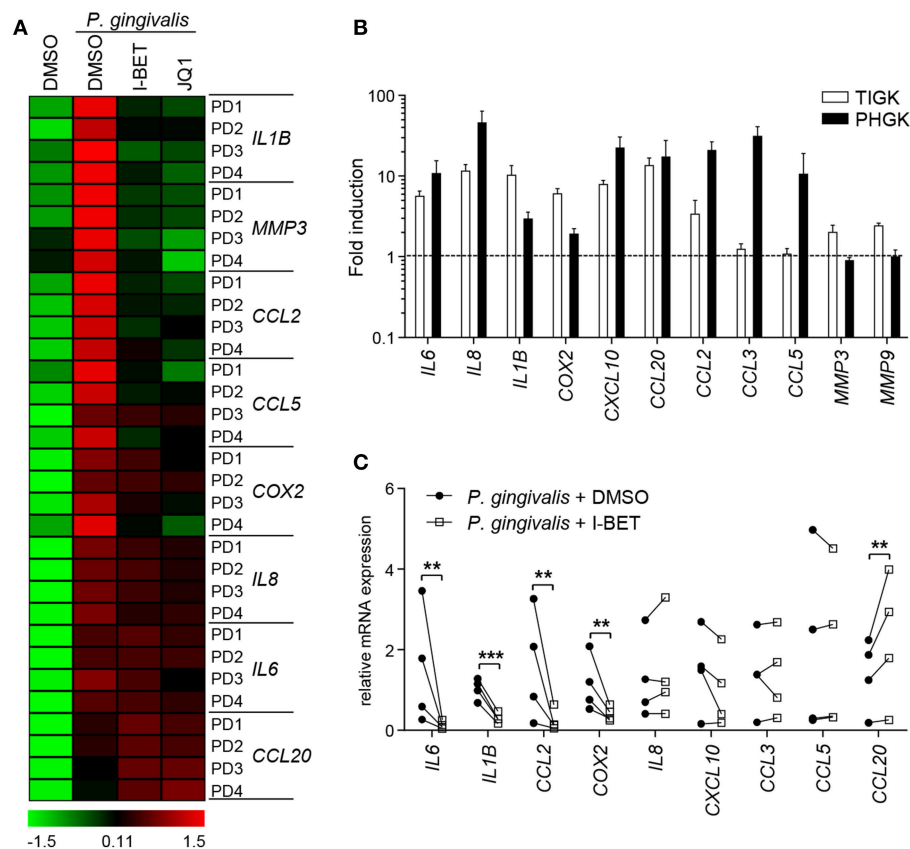 A
P. gingivalis
DMSO
DMSO
I-BET
JQ1
PD1
PD2
PD3
PD4
IL1B
PD1
PD2
PD3
PD4
MMP3
PD1
PD2
PD3
PD4
CCL2
PD1
PD2
PD3
PD4
CCL5
PD1
PD2
PD3
PD4
COX2
PD1
PD2
PD3
PD4
IL8
PD1
PD2
PD3
PD4
IL6
PD1
PD2
PD3
PD4
CCL20
-1.5 0.11 1.5
B
TIGK
PHGK
Fold induction
100
10
1
0.1
IL6
IL8
IL1B
COX2
CXCL10
CCL20
CCL2
CCL3
CCL5
MMP3
MMP9
C
P. gingivalis + DMSO
P. gingivalis + I-BET
relative mRNA expression
6
4
2
0
**
***
**
**
**
IL6
IL1B
CCL2
COX2
IL8
CXCL10
CCL3
CCL5
CCL20